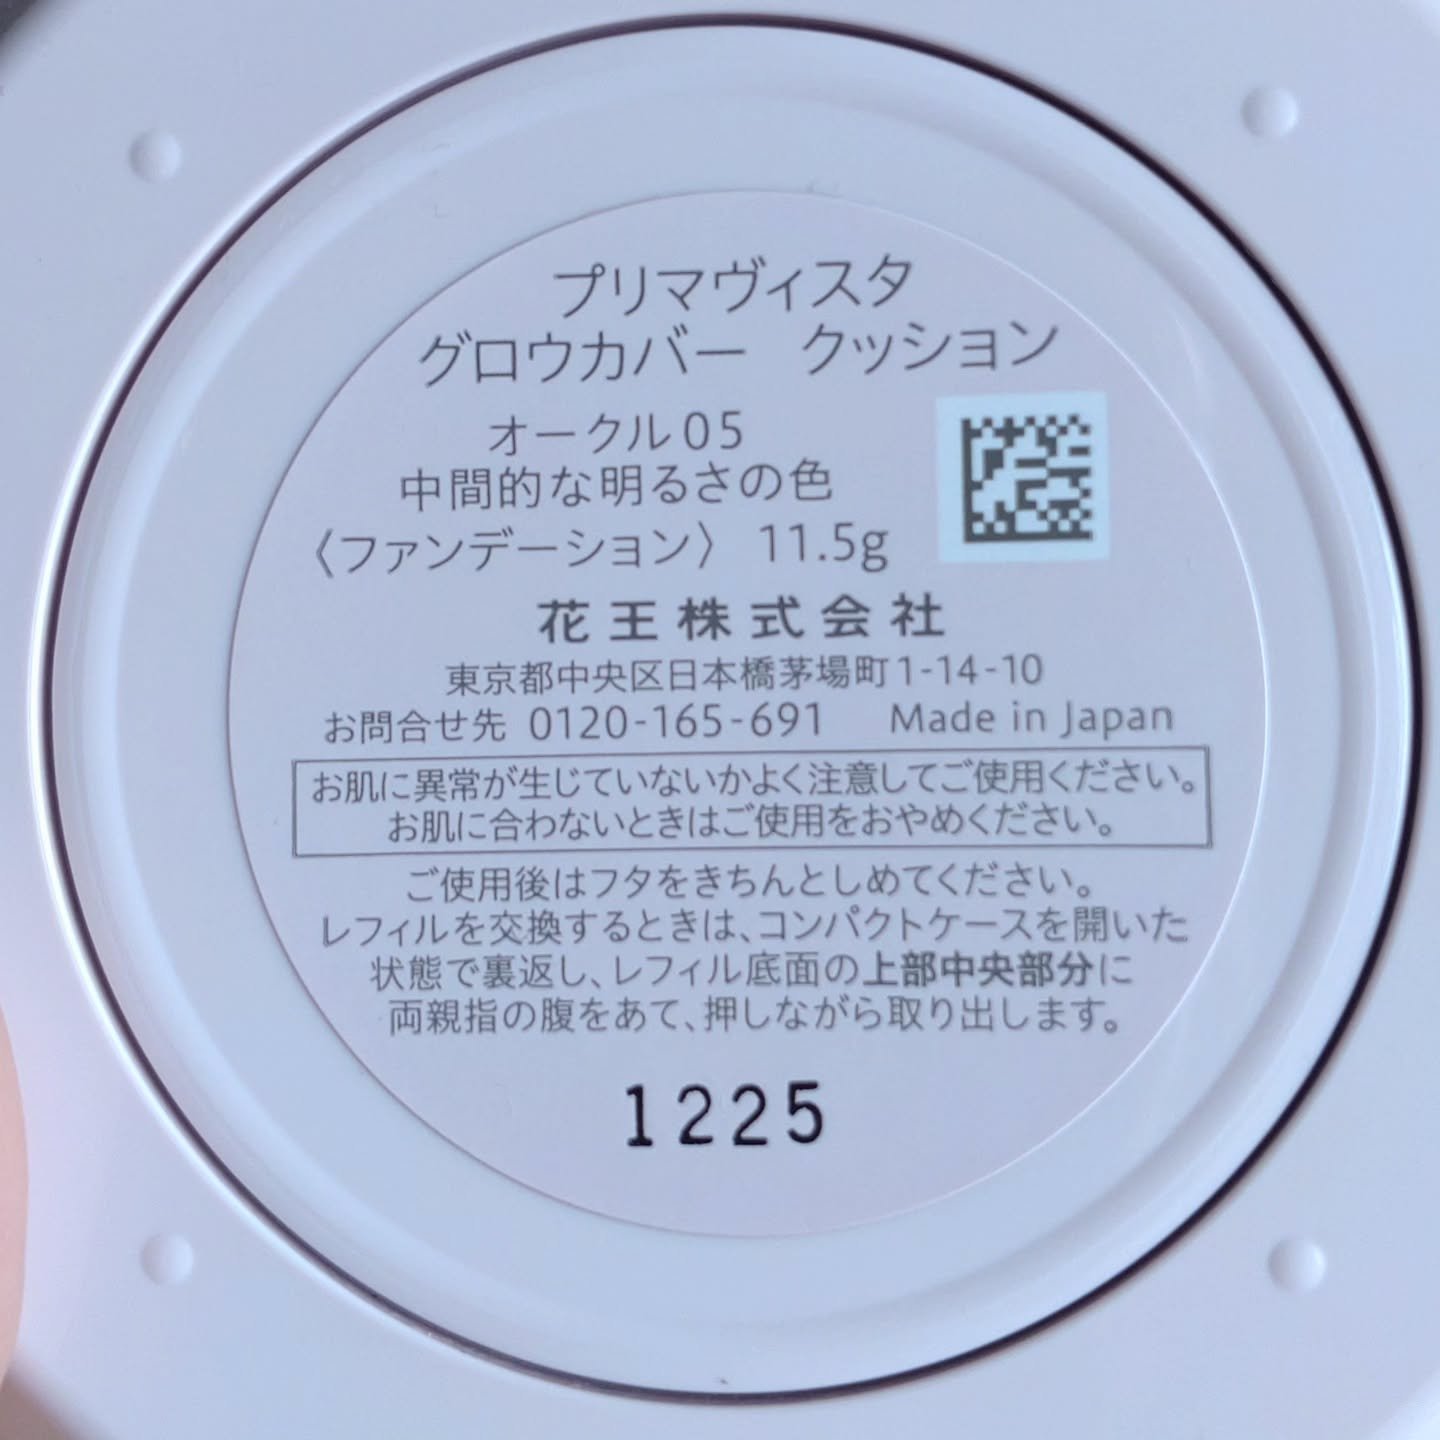 プリマヴィスタ
グロウカバー　クッション
オークル05
中間的な明るさの色
〈ファンデーション〉 11.5g
花王株式会社
東京都中央区日本橋茅場町1-14-10
お問合せ先 0120-165-691　Made in Japan
お肌に異常が生じていないかよく注意してご使用ください。
お肌に合わないときはご使用をおやめください。
ご使用後はフタをきちんとしめてください。
レフィルを交換するときは、コンパクトケースを開いた
状態で裏返し、レフィル底面の上部中央部分に
両親指の腹をあて、押しながら取り出します。
1225